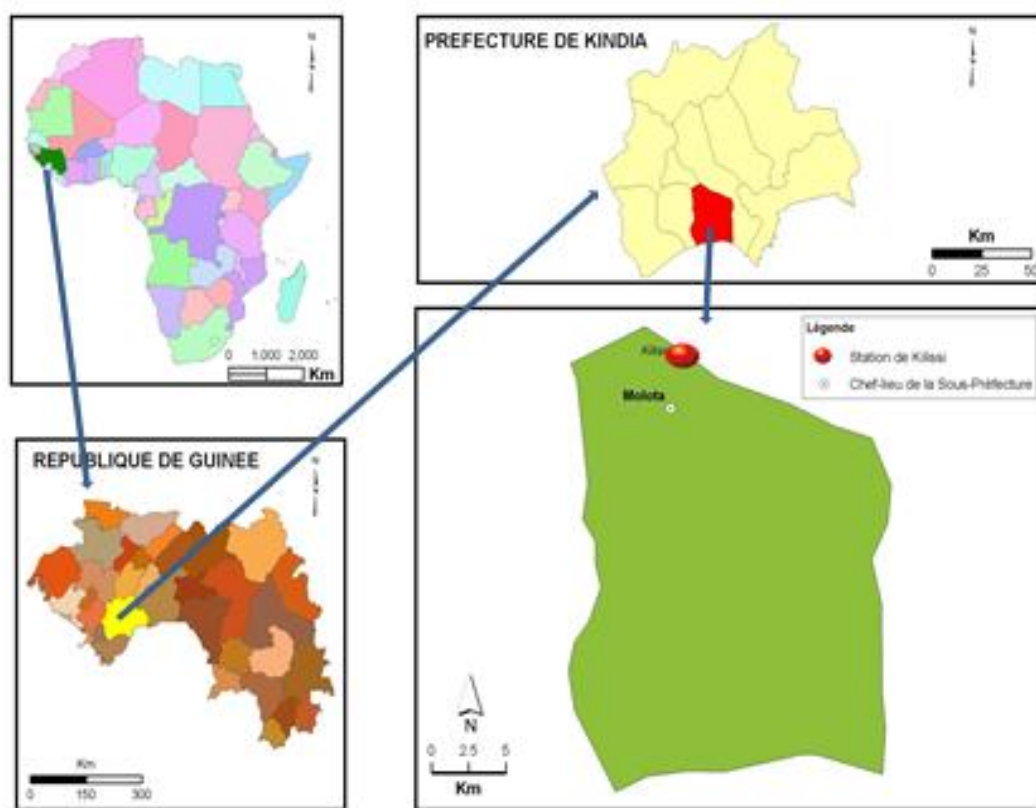 N
0 1.000 2.000
Km
PREFECTURE DE KINDIA
N
Km
0 25 50
REPUBLIQUE DE GUINEE
N
Km
0 150 300
Légende
Station de Kilissi
Chef-lieu de la Sous-Préfecture
Molota
N
0 2.5 5
Km